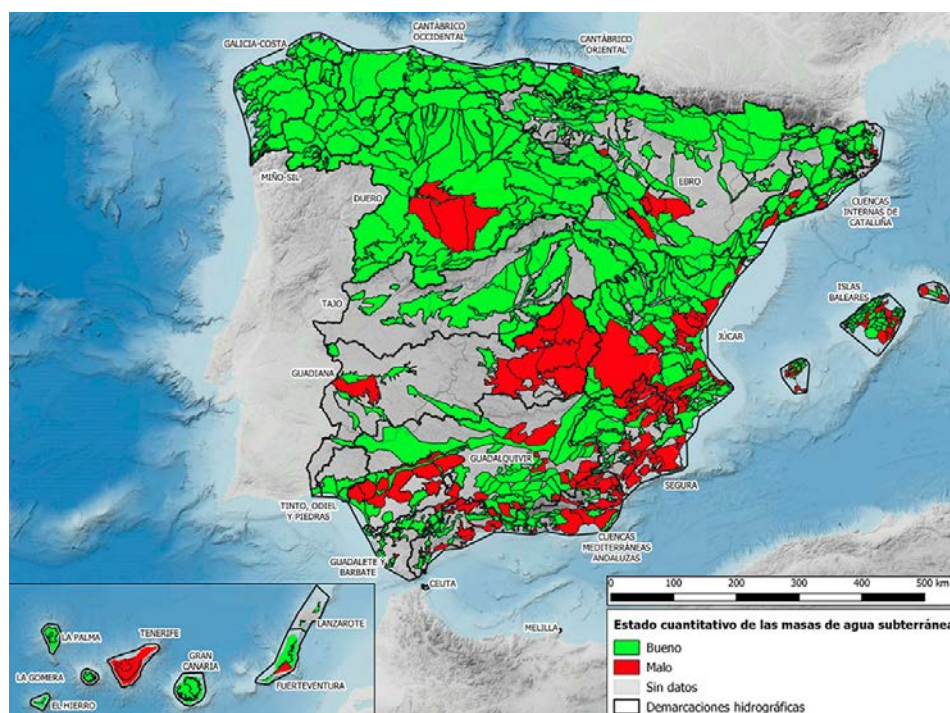 CANTÁBRICO
OCCIDENTAL
GALICIA-COSTA
CANTÁBRICO
ORIENTAL
MIÑO-SIL
DUERO
EBRO
CUENCAS
INTERNAS DE
CATALUÑA
TAJO
ISLAS
BALEARES
JÚCAR
GUADIANA
GUADALQUIVIR
SEGURA
TINTO, ODIEL
Y PIEDRAS
CUENCAS
MEDITERRÁNEAS
ANDALUZAS
GUADALETE Y
BARBATE
CEUTA
MELILLA
LANZAROTE
LA PALMA
TENERIFE
GRAN
CANARIA
LA GOMERA
FUERTEVENTURA
EL HIERRO
0 100 200 300 400 500 km
Estado cuantitativo de las masas de agua subterránea
Bueno
Malo
Sin datos
Demarcaciones hidrográficas